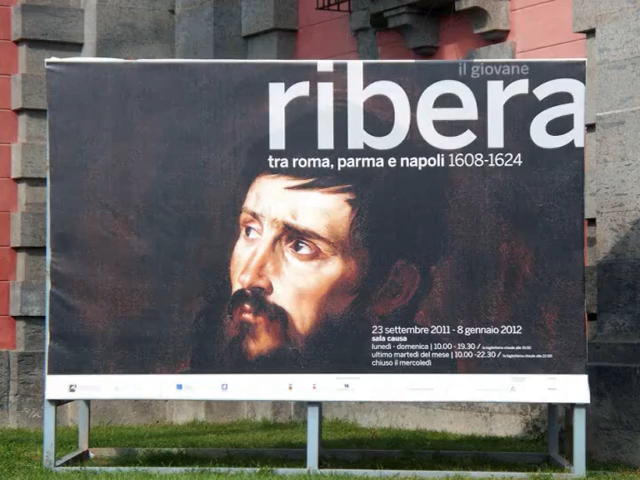 il giovane
ribera
tra roma, parma e napoli 1608-1624
23 settembre 2011 - 8 gennaio 2012
sala causa
lunedì - domenica | 10.00 - 19.30 /
ultimo martedì del mese | 10.00 -22.30 /
chiuso il mercoledì